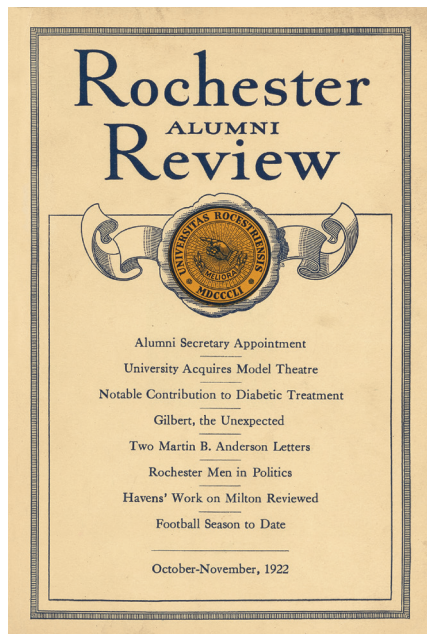 Rochester
ALUMNI
Review
UNIVERSITAS ROCESTRIENSIS
MELIORA
MDCCCLI
Alumni Secretary Appointment
University Acquires Model Theatre
Notable Contribution to Diabetic Treatment
Gilbert, the Unexpected
Two Martin B. Anderson Letters
Rochester Men in Politics
Havens' Work on Milton Reviewed
Football Season to Date
October-November, 1922